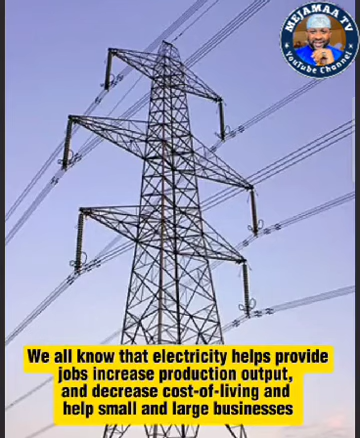 MEJAMAA TV
YouTube Channel
We all know that electricity helps provide
jobs increase production output,
and decrease cost-of-living and
help small and large businesses